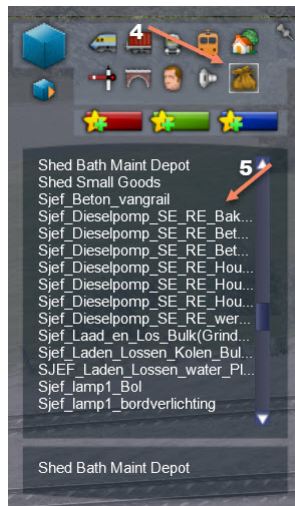 4
5
Shed Bath Maint Depot
Shed Small Goods
Sjef_Beton_vangrail
Sjef_Dieselpomp_SE_RE_Bak...
Sjef_Dieselpomp_SE_RE_Bet...
Sjef_Dieselpomp_SE_RE_Bet...
Sjef_Dieselpomp_SE_RE_Hou...
Sjef_Dieselpomp_SE_RE_Hou...
Sjef_Dieselpomp_SE_RE_Hou...
Sjef_Dieselpomp_SE_RE_wer...
Sjef_Laad_en_Los_Bulk(Grind...
Sjef_Laden_Lossen_Kolen_Bul...
SJEF_Laden_Lossen_water_Pl...
Sjef_lamp1_Bol
Sjef_lamp1_bordverlichting
Shed Bath Maint Depot